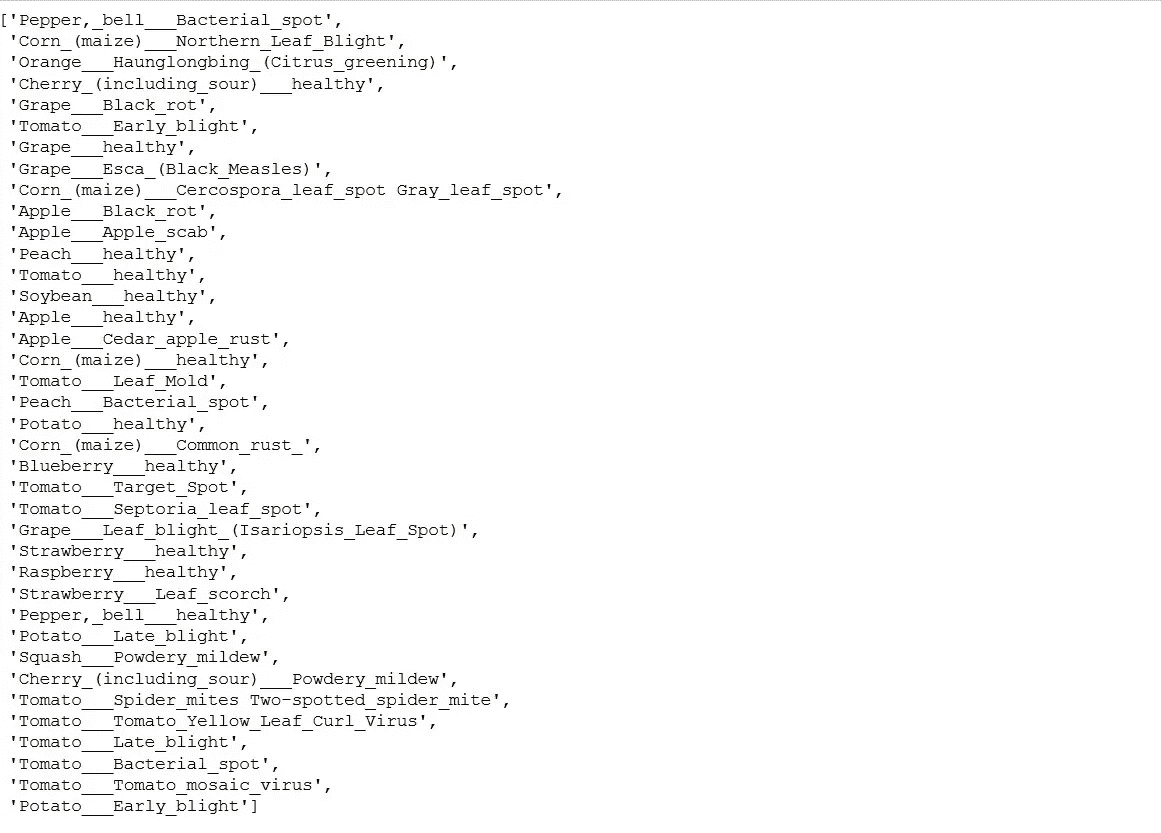 ['Pepper,_bell___Bacterial_spot',
'Corn_(maize)___Northern_Leaf_Blight',
'Orange___Haunglongbing_(Citrus_greening)',
'Cherry_(including_sour)___healthy',
'Grape___Black_rot',
'Tomato___Early_blight',
'Grape___healthy',
'Grape___Esca_(Black_Measles)',
'Corn_(maize)___Cercospora_leaf_spot Gray_leaf_spot',
'Apple___Black_rot',
'Apple___Apple_scab',
'Peach___healthy',
'Tomato___healthy',
'Soybean___healthy',
'Apple___healthy',
'Apple___Cedar_apple_rust',
'Corn_(maize)___healthy',
'Tomato___Leaf_Mold',
'Peach___Bacterial_spot',
'Potato___healthy',
'Corn_(maize)___Common_rust_',
'Blueberry___healthy',
'Tomato___Target_Spot',
'Tomato___Septoria_leaf_spot',
'Grape___Leaf_blight_(Isariopsis_Leaf_Spot)',
'Strawberry___healthy',
'Raspberry___healthy',
'Strawberry___Leaf_scorch',
'Pepper,_bell___healthy',
'Potato___Late_blight',
'Squash___Powdery_mildew',
'Cherry_(including_sour)___Powdery_mildew',
'Tomato___Spider_mites Two-spotted_spider_mite',
'Tomato___Tomato_Yellow_Leaf_Curl_Virus',
'Tomato___Late_blight',
'Tomato___Bacterial_spot',
'Tomato___Tomato_mosaic_virus',
'Potato___Early_blight']